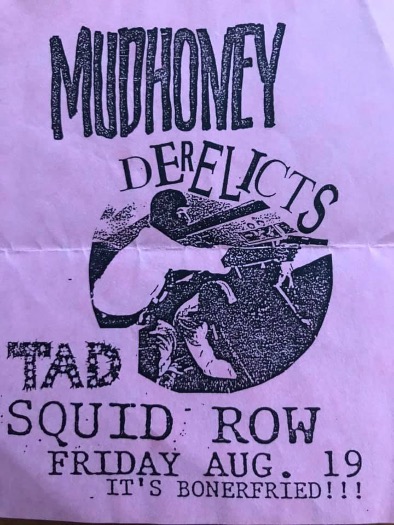 MUDHONEY
DERELICTS
TAD
SQUID ROW
FRIDAY AUG. 19
IT'S BONERFRIED!!!